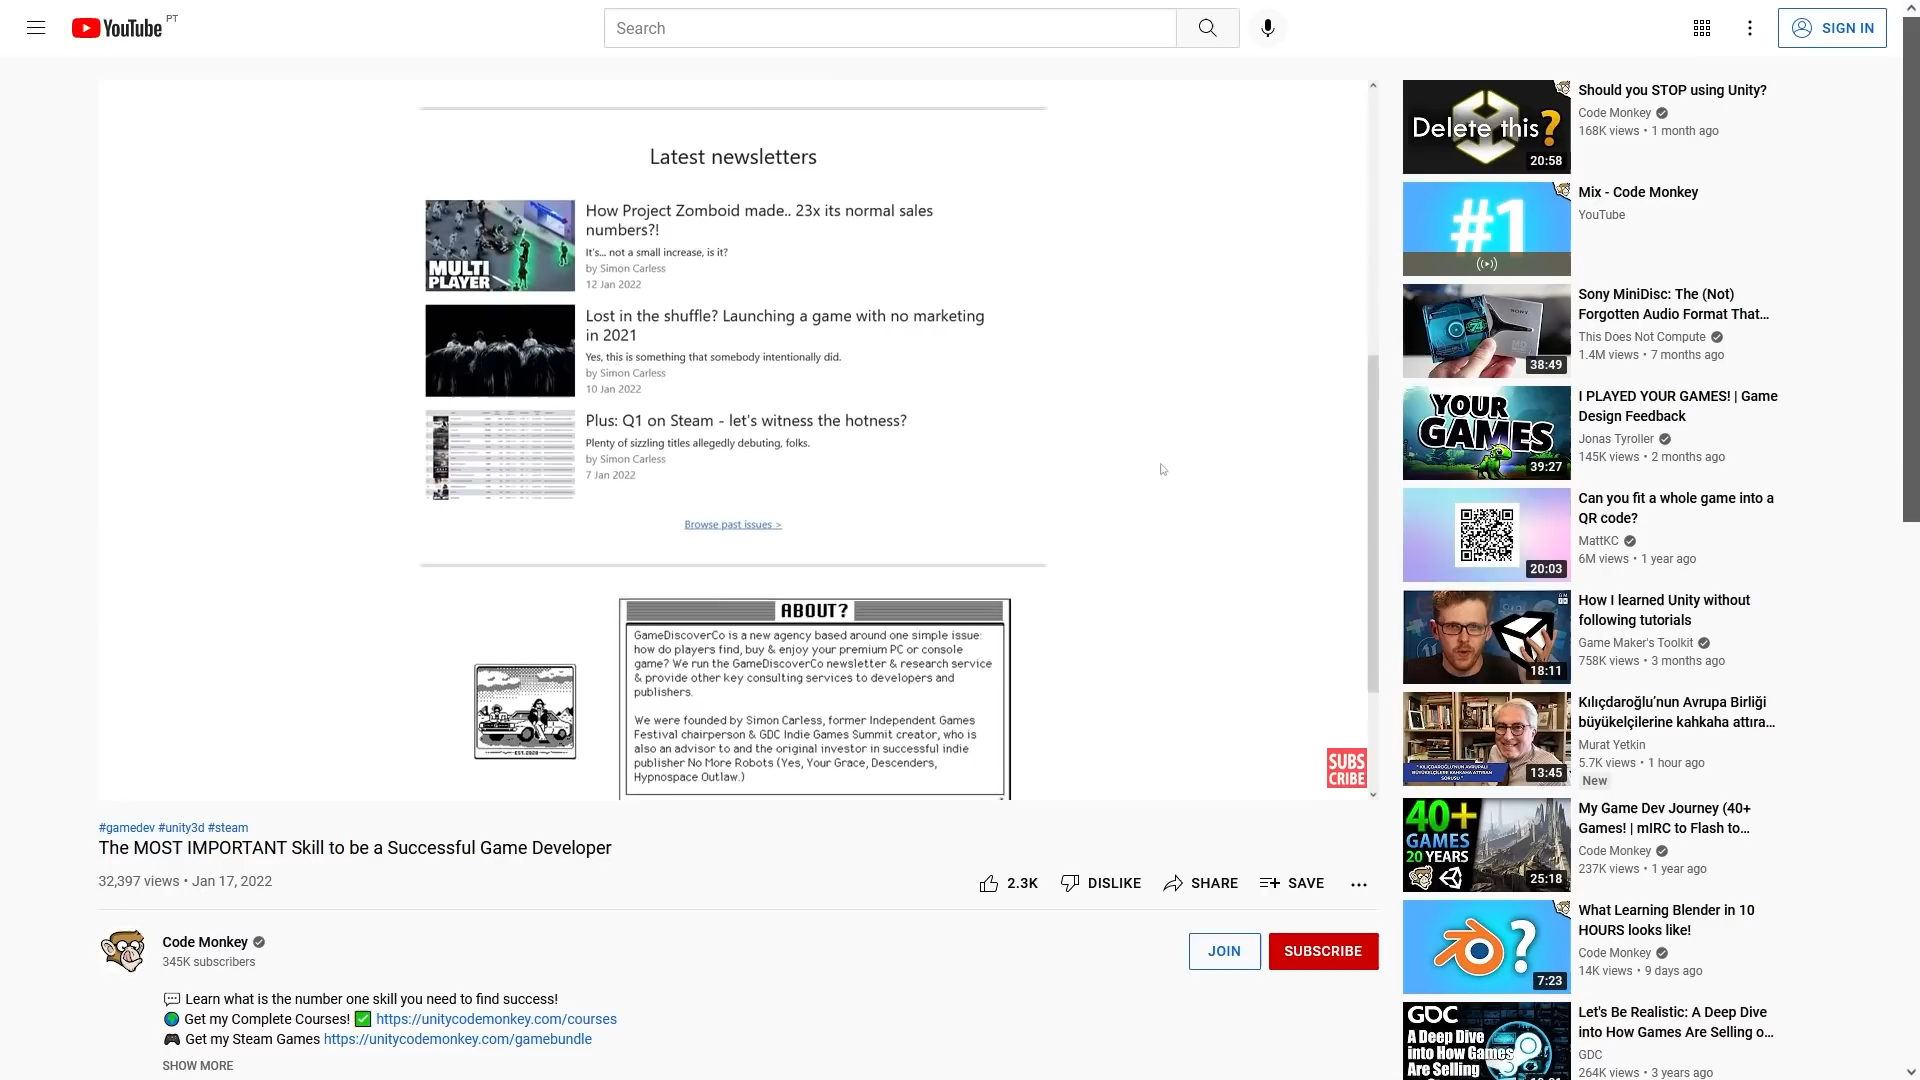 YouTube PT
Search
SIGN IN
Latest newsletters
How Project Zomboid made.. 23x its normal sales
numbers?!
It's... not a small increase, is it?
by Simon Carless
12 Jan 2022
MULTI
PLAYER
Lost in the shuffle? Launching a game with no marketing
in 2021
Yes, this is something that somebody intentionally did.
by Simon Carless
10 Jan 2022
Plus: Q1 on Steam - let's witness the hotness?
Plenty of sizzling titles allegedly debuting, folks.
by Simon Carless
7 Jan 2022
Browse past issues >
ABOUT?
GameDiscoverCo is a new agency based around one simple issue:
how do players find, buy & enjoy your premium PC or console
game? We run the GameDiscoverCo newsletter & research service
& provide other key consulting services to developers and
publishers.
We were founded by Simon Carless, former Independent Games
Festival chairperson & GDC Indie Games Summit creator, who is
also an advisor to and the original investor in successful indie
publisher No More Robots (Yes, Your Grace, Descenders,
Hypnospace Outlaw.)
EST. 2020
SUBS
CRIBE
#gamedev #unity3d #steam
The MOST IMPORTANT Skill to be a Successful Game Developer
32,397 views • Jan 17, 2022
2.3K DISLIKE SHARE SAVE
Code Monkey
345K subscribers
JOIN SUBSCRIBE
Learn what is the number one skill you need to find success!
Get my Complete Courses! ✅ https://unitycodemonkey.com/courses
Get my Steam Games https://unitycodemonkey.com/gamebundle
SHOW MORE
Delete this?
20:58
Should you STOP using Unity?
Code Monkey
168K views • 1 month ago
#1
Mix - Code Monkey
YouTube
SONY
38:49
Sony MiniDisc: The (Not)
Forgotten Audio Format That...
This Does Not Compute
1.4M views • 7 months ago
YOUR
GAMES
39:27
I PLAYED YOUR GAMES! | Game
Design Feedback
Jonas Tyroller
145K views • 2 months ago
20:03
Can you fit a whole game into a
QR code?
MattKC
6M views • 1 year ago
18:11
How I learned Unity without
following tutorials
Game Maker's Toolkit
758K views • 3 months ago
" KILIÇDAROĞLU'NUN AVRUPALI
BÜYÜKELÇİLERE KAHKAHA ATTIRAN
SORUSU "
13:45
Kılıçdaroğlu'nun Avrupa Birliği
büyükelçilerine kahkaha attıra...
Murat Yetkin
5.7K views • 1 hour ago
New
40+
GAMES
20 YEARS
25:18
My Game Dev Journey (40+
Games! | mIRC to Flash to...
Code Monkey
237K views • 1 year ago
?
7:23
What Learning Blender in 10
HOURS looks like!
Code Monkey
14K views • 9 days ago
GDC
A Deep Dive
into How Games
Are Selling
Let's Be Realistic: A Deep Dive
into How Games Are Selling o...
GDC
264K views • 3 years ago